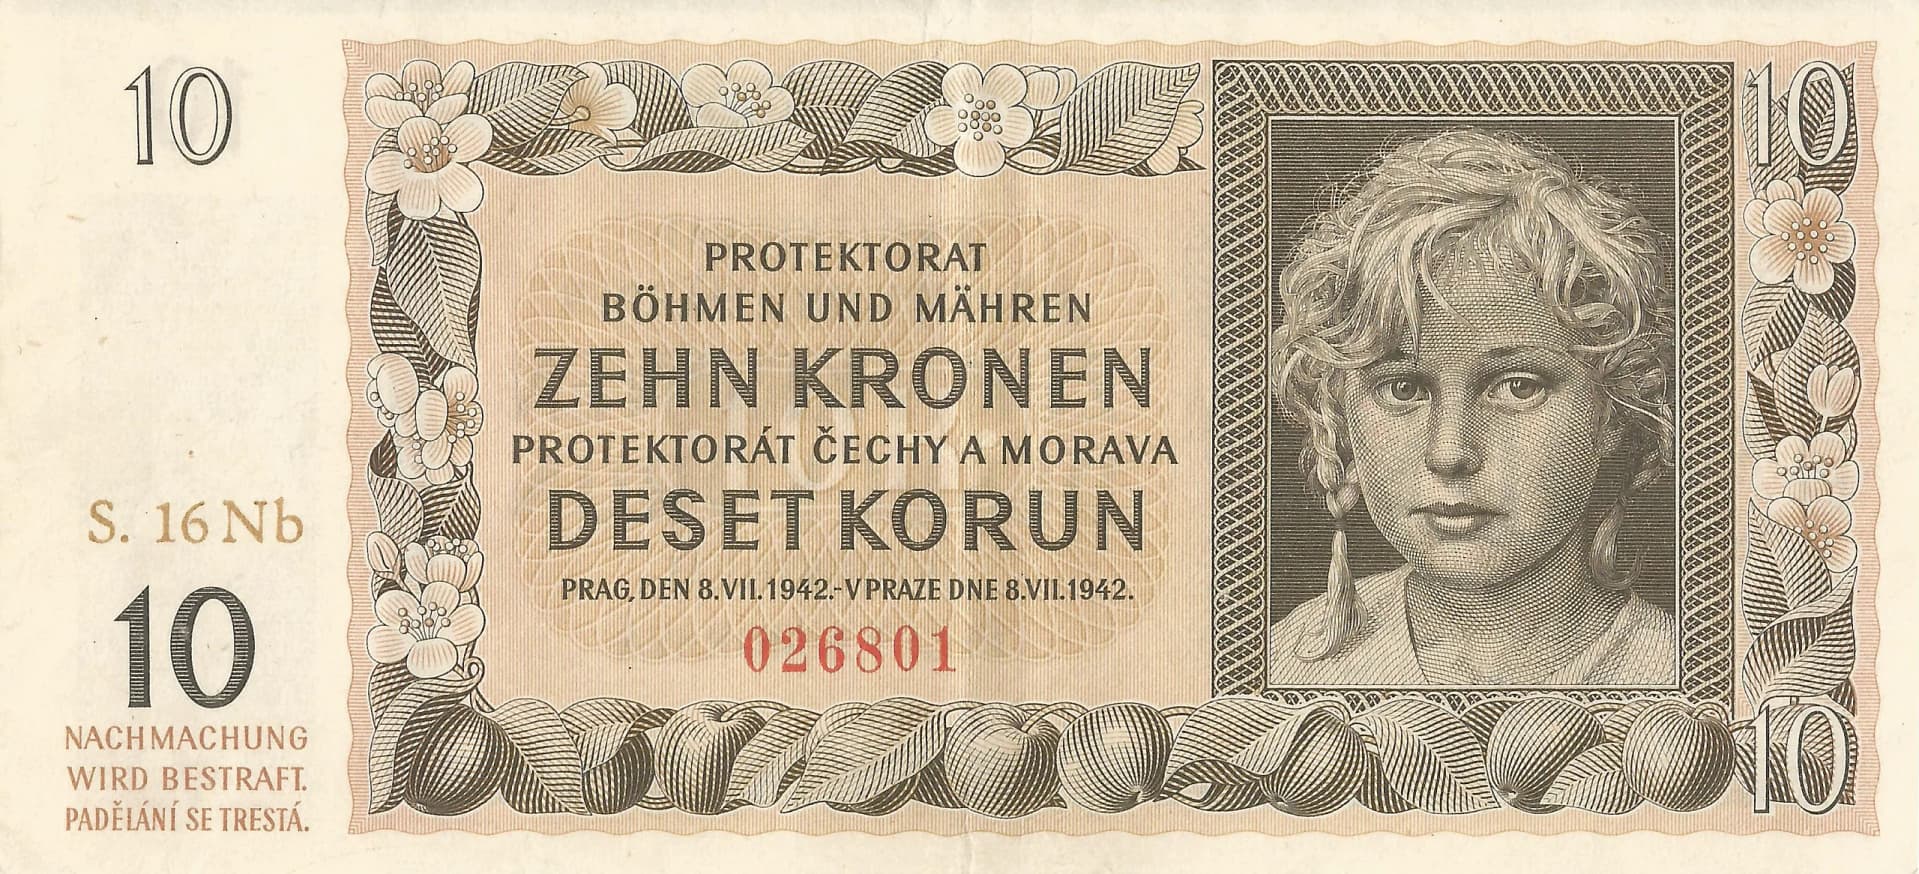 10
10
PROTEKTORAT
BÖHMEN UND MÄHREN
ZEHN KRONEN
PROTEKTORÁT ČECHY A MORAVA
DESET KORUN
PRAG, DEN 8.VII.1942.-V PRAZE DNE 8.VII.1942.
026801
S. 16 Nb
10
NACHMACHUNG
WIRD BESTRAFT.
PADĚLÁNÍ SE TRESTÁ.
10